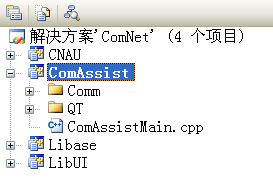 解决方案'ComNet' (4 个项目)
CNAU
ComAssist
Comm
QT
ComAssistMain.cpp
Libase
LibUI